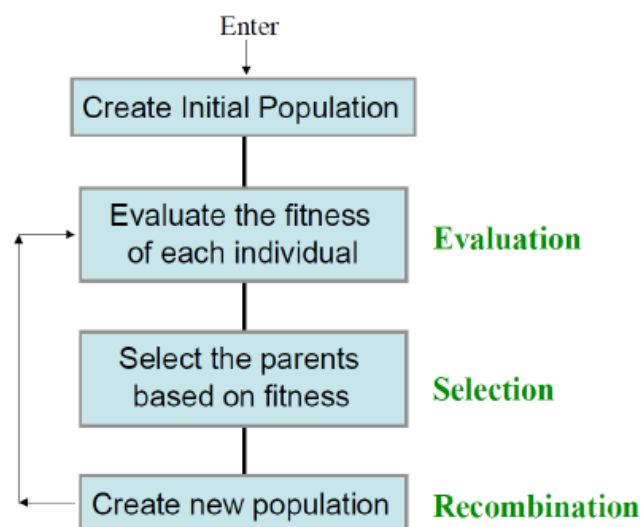 Enter
Create Initial Population
Evaluate the fitness
of each individual
Evaluation
Select the parents
based on fitness
Selection
Create new population
Recombination